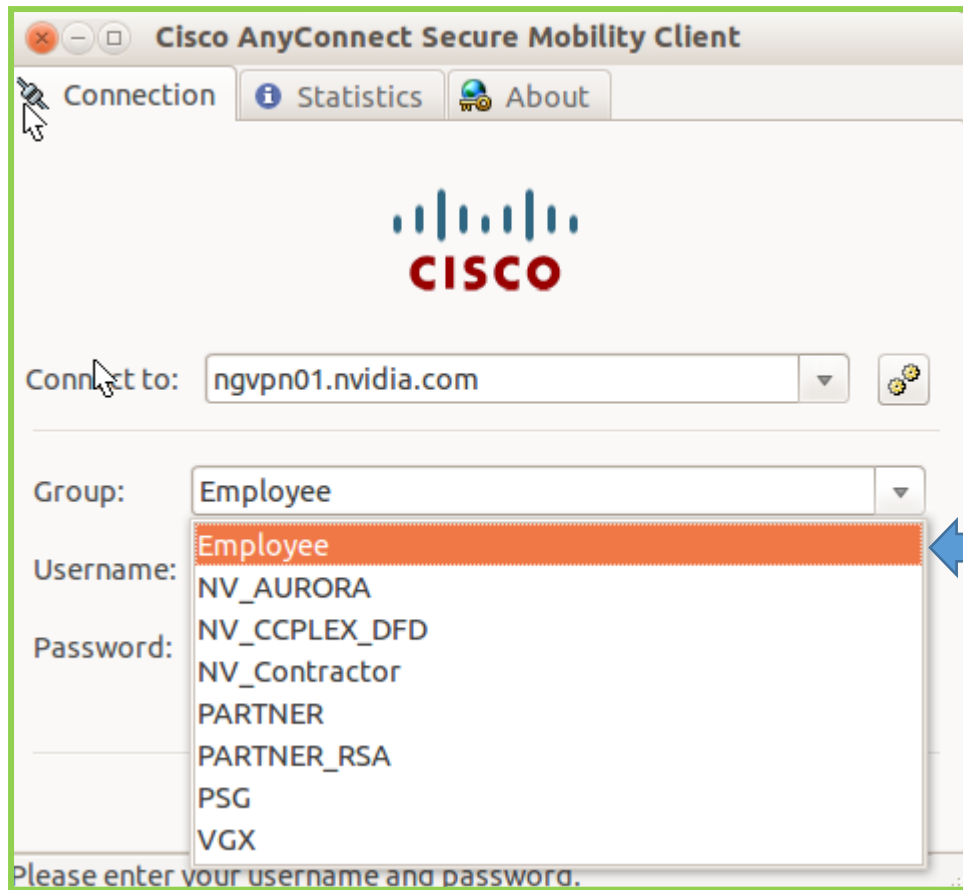 Cisco AnyConnect Secure Mobility Client
Connection Statistics About
CISCO
Connect to: ngvpn01.nvidia.com
Group: Employee
Employee
Username:
NV_AURORA
NV_CCPLEX_DFD
Password:
NV_Contractor
PARTNER
PARTNER_RSA
PSG
VGX
Please enter your username and password.